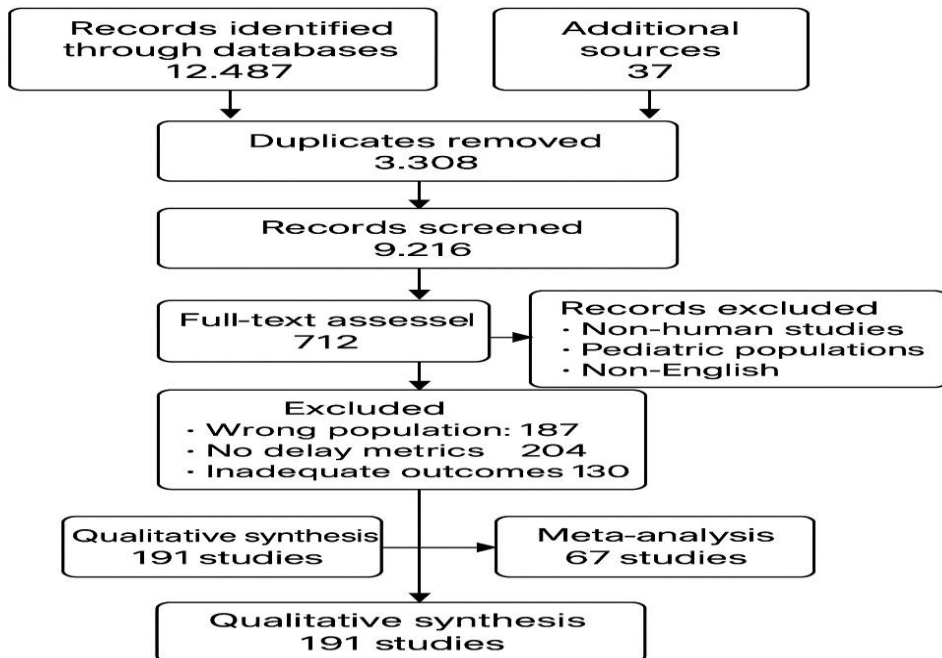 Records identified
through databases
12.487
Additional
sources
37
Duplicates removed
3.308
Records screened
9.216
Full-text assessel
712
Records excluded
· Non-human studies
· Pediatric populations
· Non-English
Excluded
· Wrong population: 187
· No delay metrics 204
· Inadequate outcomes 130
Qualitative synthesis
191 studies
Meta-analysis
67 studies
Qualitative synthesis
191 studies